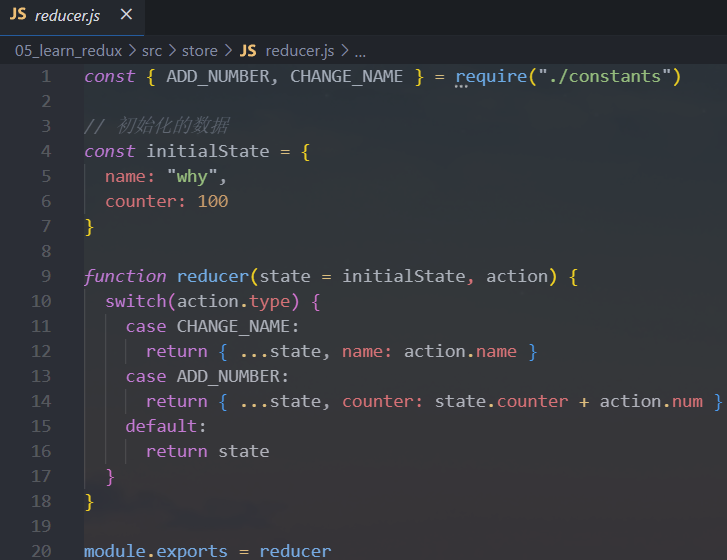 JS reducer.js ×
05_learn_redux > src > store > JS reducer.js > ...
1 const { ADD_NUMBER, CHANGE_NAME } = require("./constants")
2
3 // 初始化的数据
4 const initialState = {
5   name: "why",
6   counter: 100
7 }
8
9 function reducer(state = initialState, action) {
10   switch(action.type) {
11     case CHANGE_NAME:
12       return { ...state, name: action.name }
13     case ADD_NUMBER:
14       return { ...state, counter: state.counter + action.num }
15     default:
16       return state
17   }
18 }
19
20 module.exports = reducer